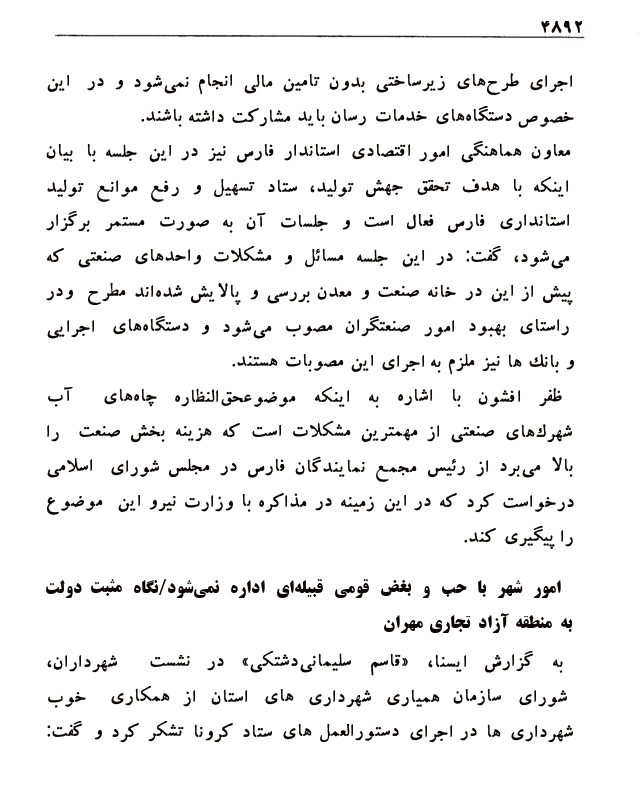 ۴۸۹۲
اجرای طرح‌های زیرساختی بدون تامین مالی انجام نمی‌شود و در این
خصوص دستگاه‌های خدمات رسان باید مشارکت داشته باشند.
معاون هماهنگی امور اقتصادی استاندار فارس نیز در این جلسه با بیان
اینکه با هدف تحقق جهش تولید، ستاد تسهیل و رفع موانع تولید
استانداری فارس فعال است و جلسات آن به صورت مستمر برگزار
می‌شود، گفت: در این جلسه مسائل و مشکلات واحدهای صنعتی که
پیش از این در خانه صنعت و معدن بررسی و پالایش شده‌اند مطرح ودر
راستای بهبود امور صنعتگران مصوب می‌شود و دستگاه‌های اجرایی
و بانك ها نیز ملزم به اجرای این مصوبات هستند.
ظفر افشون با اشاره به اینکه موضوع‌حق‌النظاره چاه‌های آب
شهرك‌های صنعتی از مهمترین مشکلات است که هزینه بخش صنعت را
بالا می‌برد از رئیس مجمع نمایندگان فارس در مجلس شورای اسلامی
درخواست کرد که در این زمینه در مذاکره با وزارت نیرو این موضوع
را پیگیری کند.
امور شهر با حب و بغض قومی قبیله‌ای اداره نمی‌شود/نگاه مثبت دولت
به منطقه آزاد تجاری مهران
به گزارش ایسنا، «قاسم سلیمانی‌دشتکی» در نشست شهرداران،
شورای سازمان همیاری شهرداری های استان از همکاری خوب
شهرداری ها در اجرای دستورالعمل های ستاد کرونا تشکر کرد و گفت: